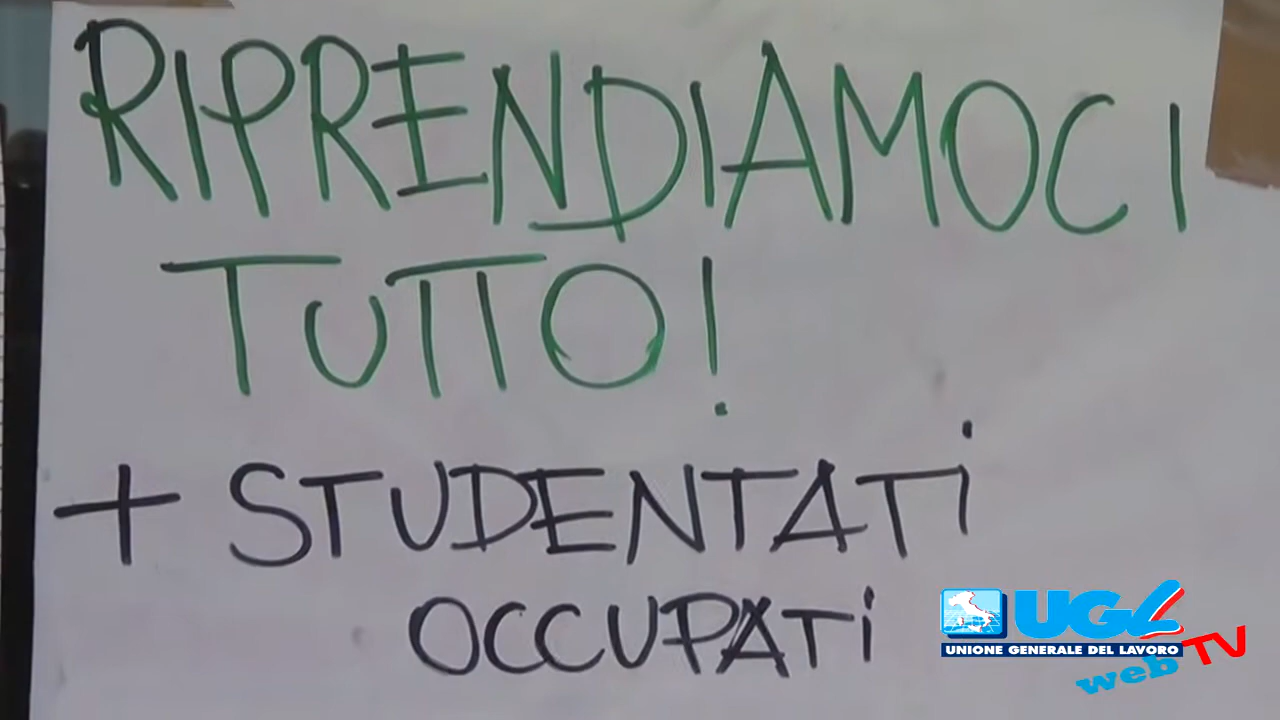 RIPRENDIAMOCI
TUTTO!
+ STUDENTATI
OCCUPATI
UGL
UNIONE GENERALE DEL LAVORO
web TV